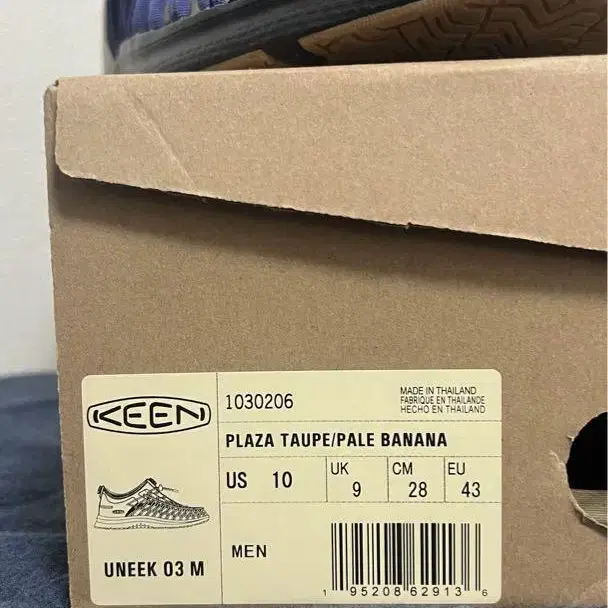 KEEN
1030206
MADE IN THAILAND
FABRIQUE EN THAILANDE
HECHO EN THAILAND
PLAZA TAUPE/PALE BANANA
US 10
UK 9
CM 28
EU 43
UNEEK 03 M
MEN
1 95208 62913 6